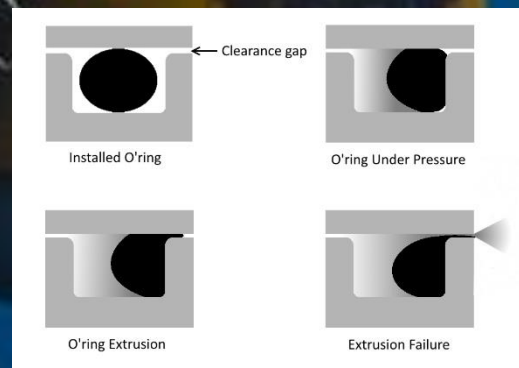 Clearance gap
Installed O'ring
O'ring Under Pressure
O'ring Extrusion
Extrusion Failure